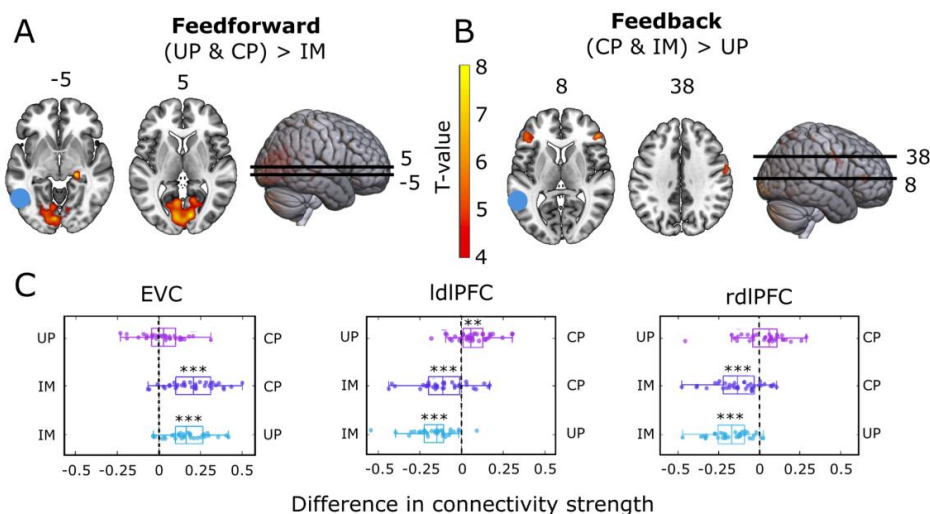 A
Feedforward
(UP & CP) > IM
-5
5
5
-5
T-value
8
7
6
5
4
B
Feedback
(CP & IM) > UP
8
38
38
8
C
EVC
UP
CP
IM
***
CP
IM
***
UP
-0.5 -0.25 0 0.25 0.5
ldlPFC
UP
**
CP
IM
***
CP
IM
***
UP
-0.5 -0.25 0 0.25 0.5
rdlPFC
UP
CP
IM
***
CP
IM
***
UP
-0.5 -0.25 0 0.25 0.5
Difference in connectivity strength